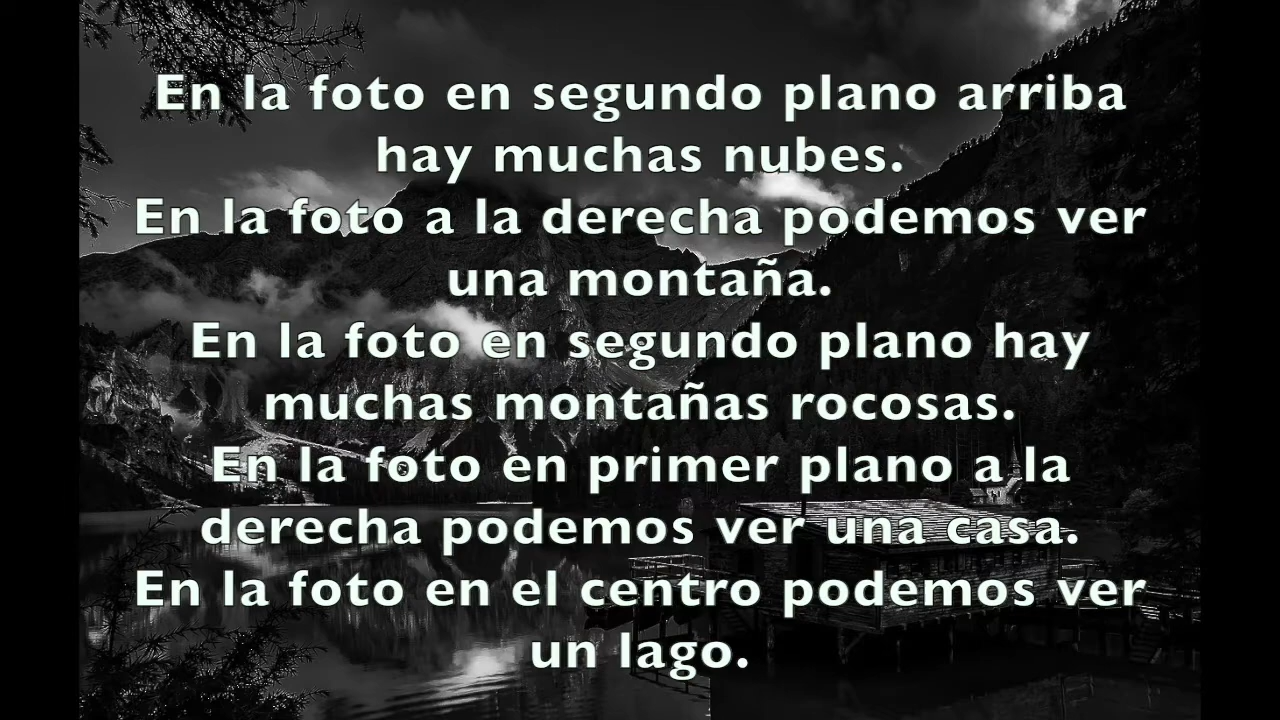 En la foto en segundo plano arriba
hay muchas nubes.
En la foto a la derecha podemos ver
una montaña.
En la foto en segundo plano hay
muchas montañas rocosas.
En la foto en primer plano a la
derecha podemos ver una casa.
En la foto en el centro podemos ver
un lago.